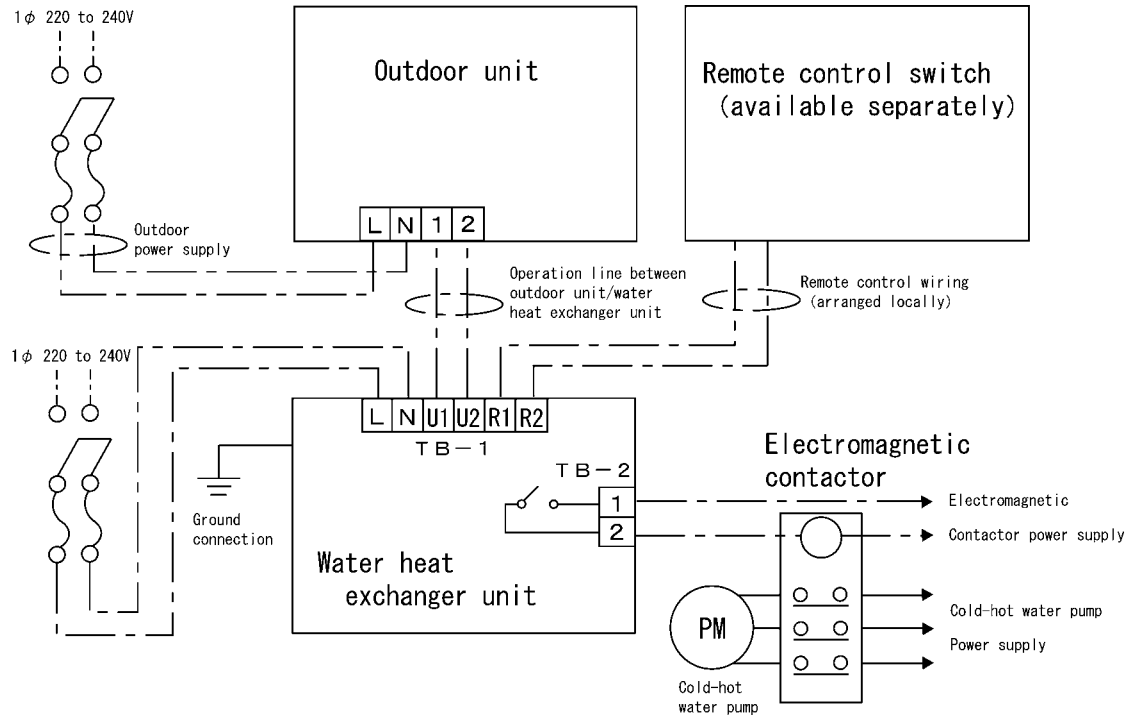 1φ 220 to 240V
Outdoor unit
Remote control switch
(available separately)
L N 1 2
Outdoor
power supply
Operation line between
outdoor unit/water
heat exchanger unit
Remote control wiring
(arranged locally)
1φ 220 to 240V
L N U1 U2 R1 R2
TB-1
TB-2
1
2
Ground
connection
Water heat
exchanger unit
Electromagnetic
contactor
Electromagnetic
Contactor power supply
PM
Cold-hot water pump
Power supply
Cold-hot
water pump